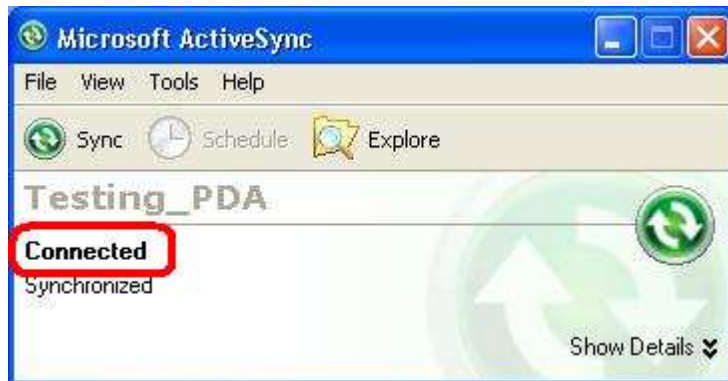 Microsoft ActiveSync
File View Tools Help
Sync Schedule Explore
Testing_PDA
Connected
Synchronized
Show Details